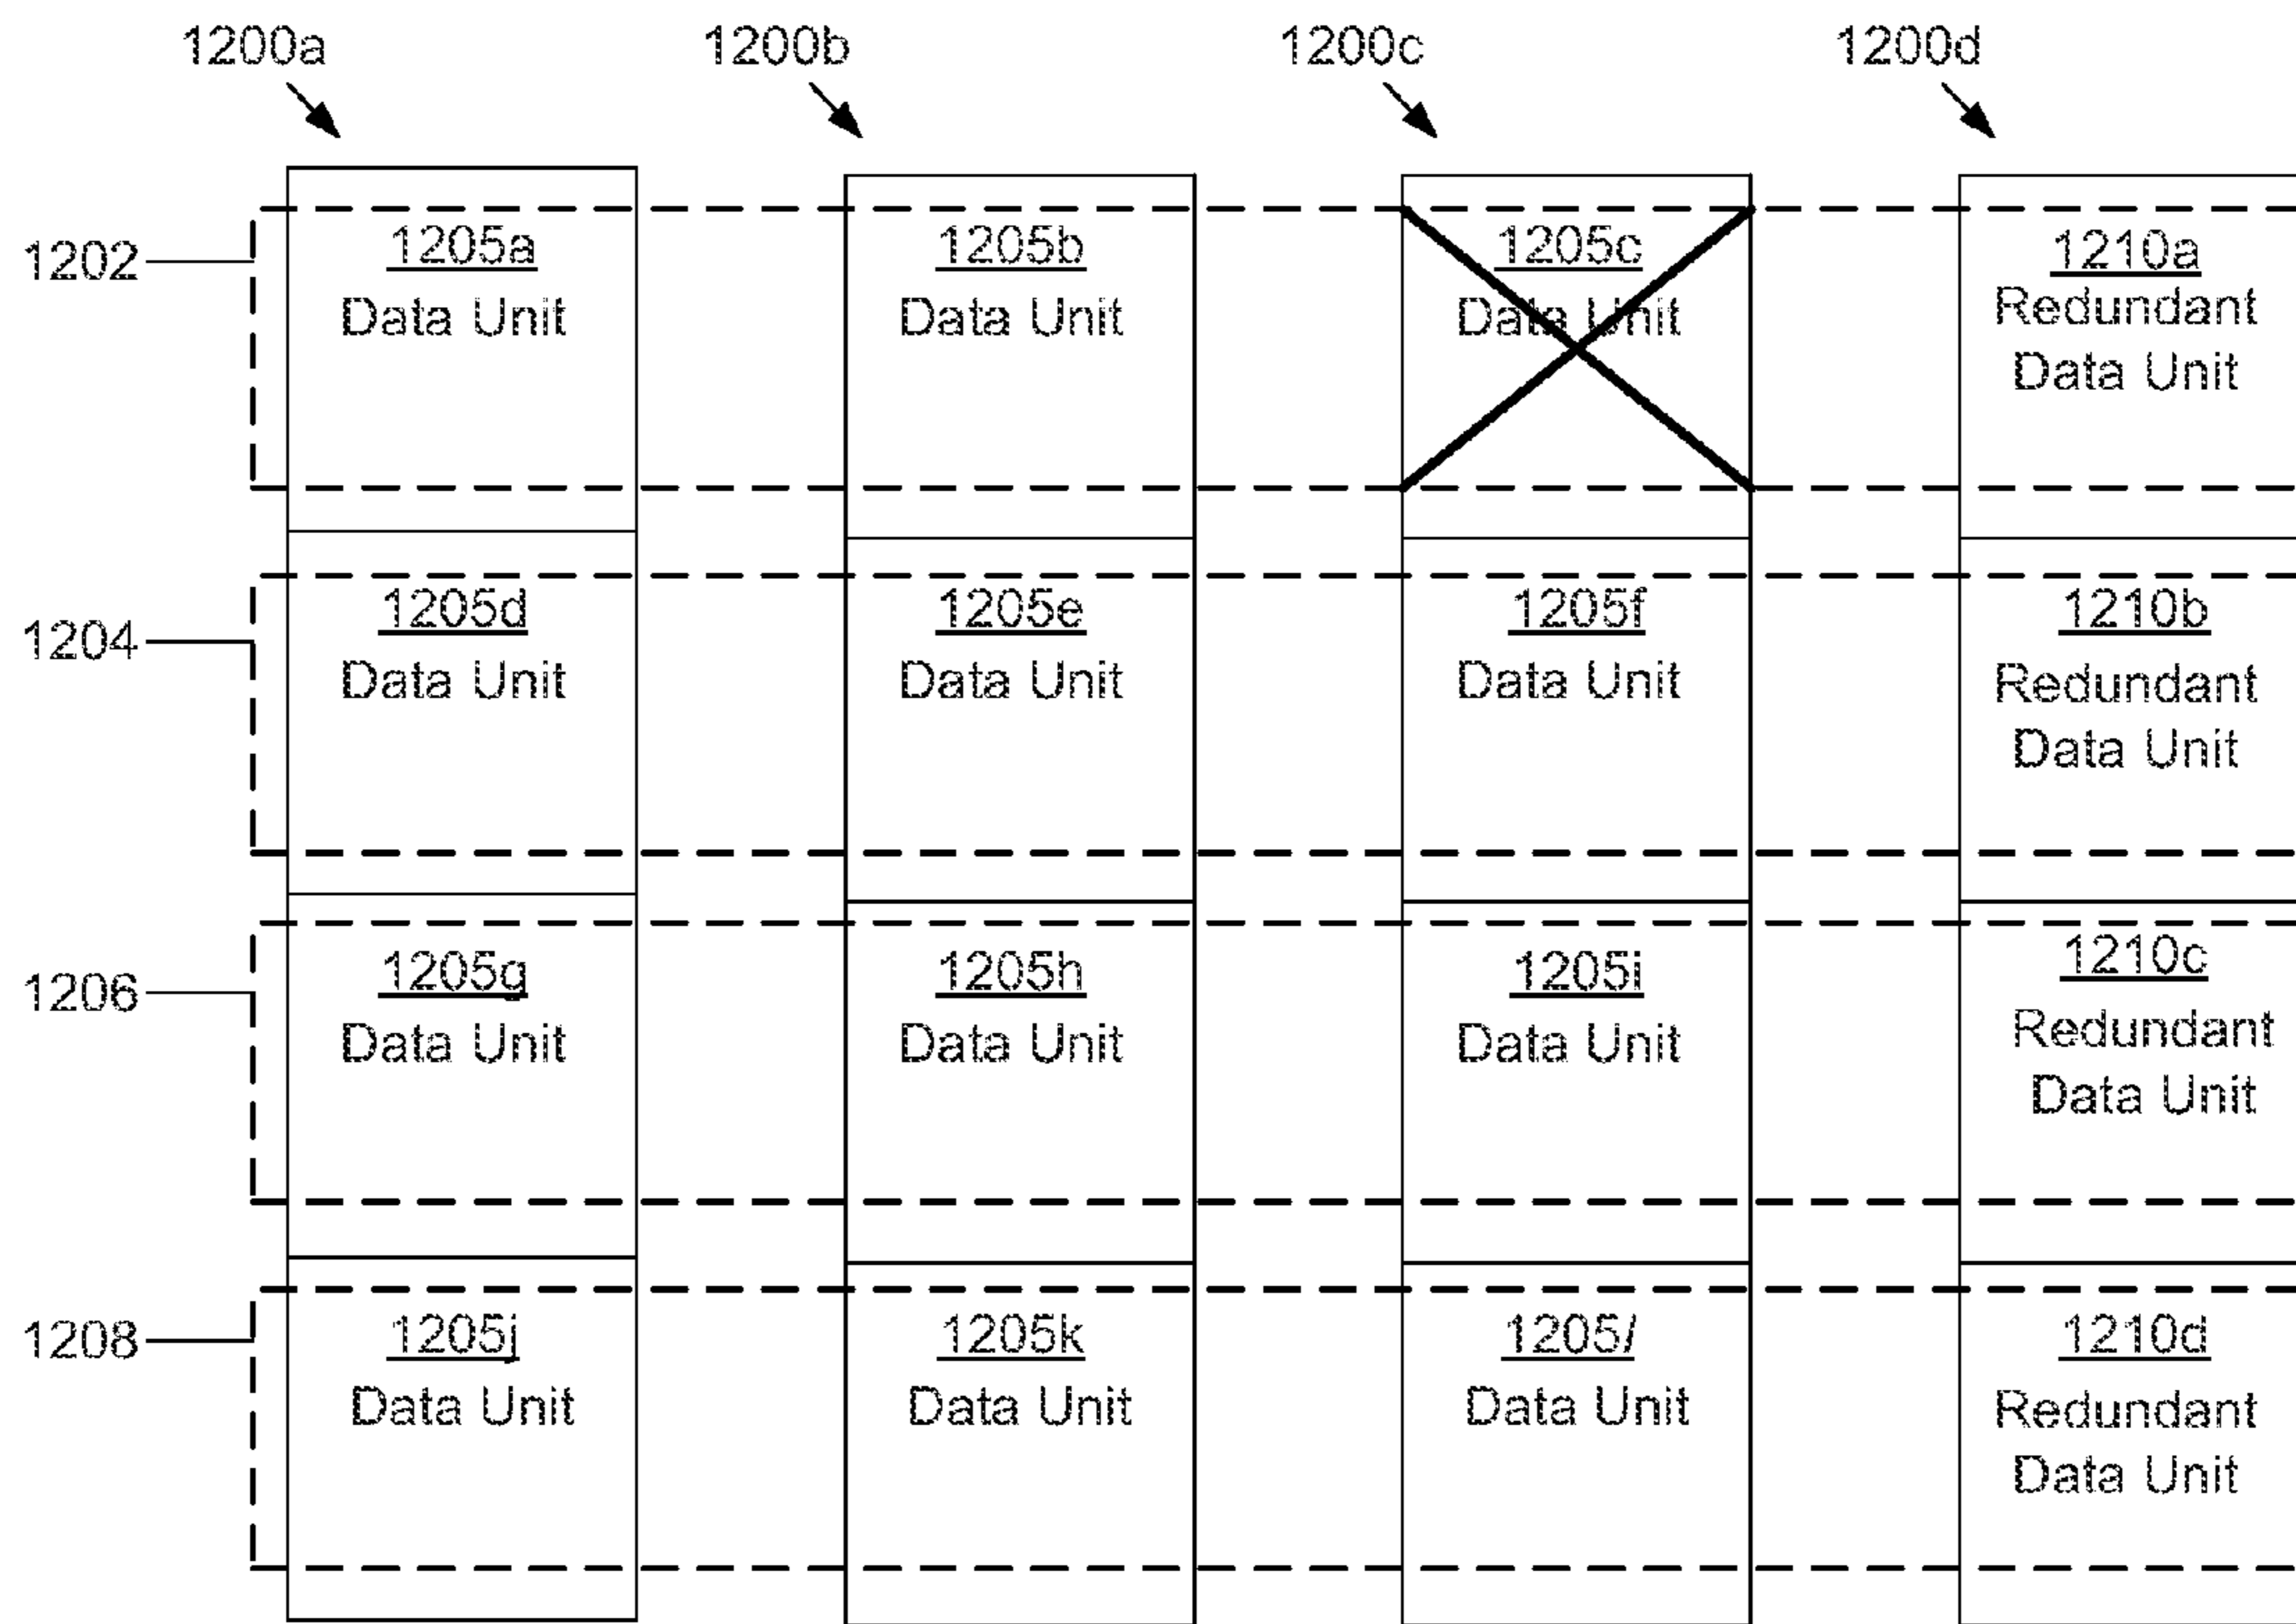 1200a 1200b 1200c 1200d
1202
1205a 1205b 1205c 1210a
Data Unit Data Unit Data Unit Redundant
Data Unit
1204
1205d 1205e 1205f 1210b
Data Unit Data Unit Data Unit Redundant
Data Unit
1206
1205g 1205h 1205i 1210c
Data Unit Data Unit Data Unit Redundant
Data Unit
1208
1205j 1205k 1205l 1210d
Data Unit Data Unit Data Unit Redundant
Data Unit